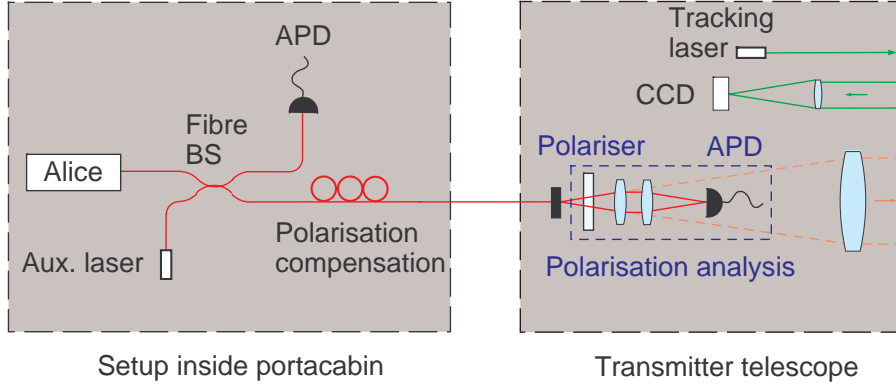 APD
Fibre
BS
Alice
Aux. laser
Polarisation
compensation
Setup inside portacabin
Tracking
laser
CCD
Polariser
APD
Polarisation analysis
Transmitter telescope